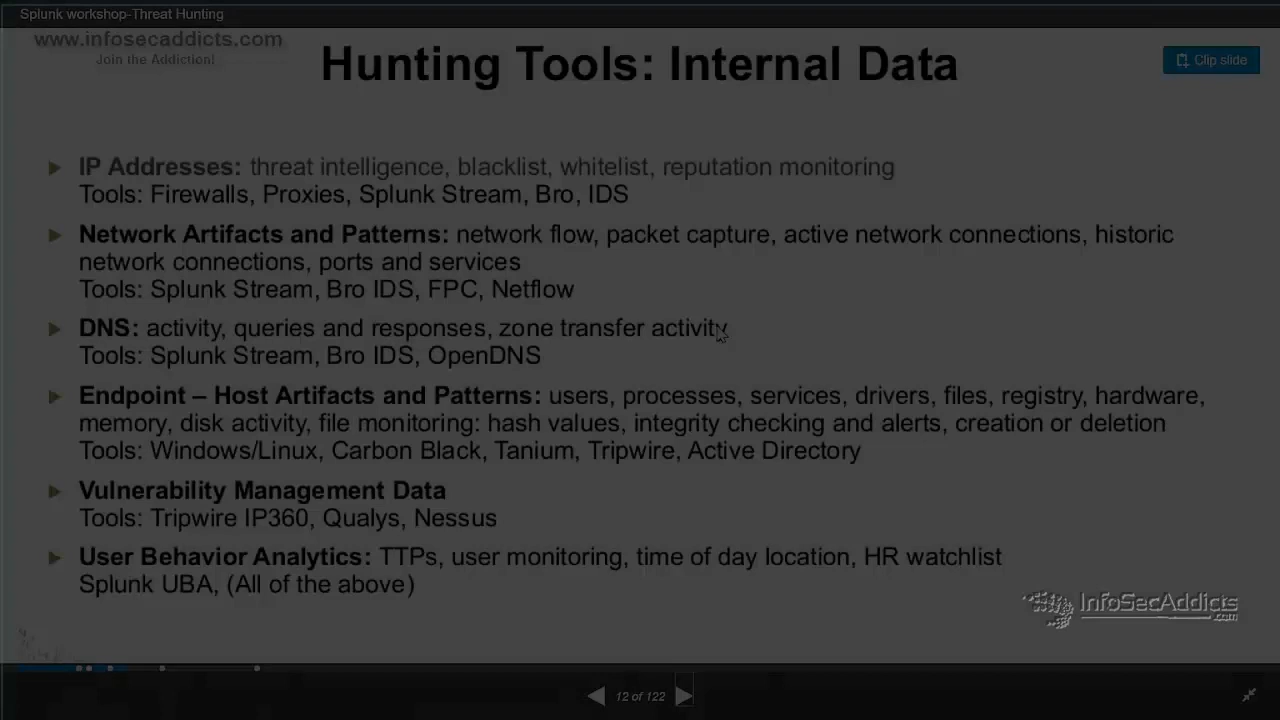 Splunk workshop-Threat Hunting
www.infosecaddicts.com
Join the Addiction!
Hunting Tools: Internal Data
Clip slide
IP Addresses: threat intelligence, blacklist, whitelist, reputation monitoring
Tools: Firewalls, Proxies, Splunk Stream, Bro, IDS
Network Artifacts and Patterns: network flow, packet capture, active network connections, historic
network connections, ports and services
Tools: Splunk Stream, Bro IDS, FPC, Netflow
DNS: activity, queries and responses, zone transfer activity
Tools: Splunk Stream, Bro IDS, OpenDNS
Endpoint – Host Artifacts and Patterns: users, processes, services, drivers, files, registry, hardware,
memory, disk activity, file monitoring: hash values, integrity checking and alerts, creation or deletion
Tools: Windows/Linux, Carbon Black, Tanium, Tripwire, Active Directory
Vulnerability Management Data
Tools: Tripwire IP360, Qualys, Nessus
User Behavior Analytics: TTPs, user monitoring, time of day location, HR watchlist
Splunk UBA, (All of the above)
InfoSecAddicts
.com
12 of 122